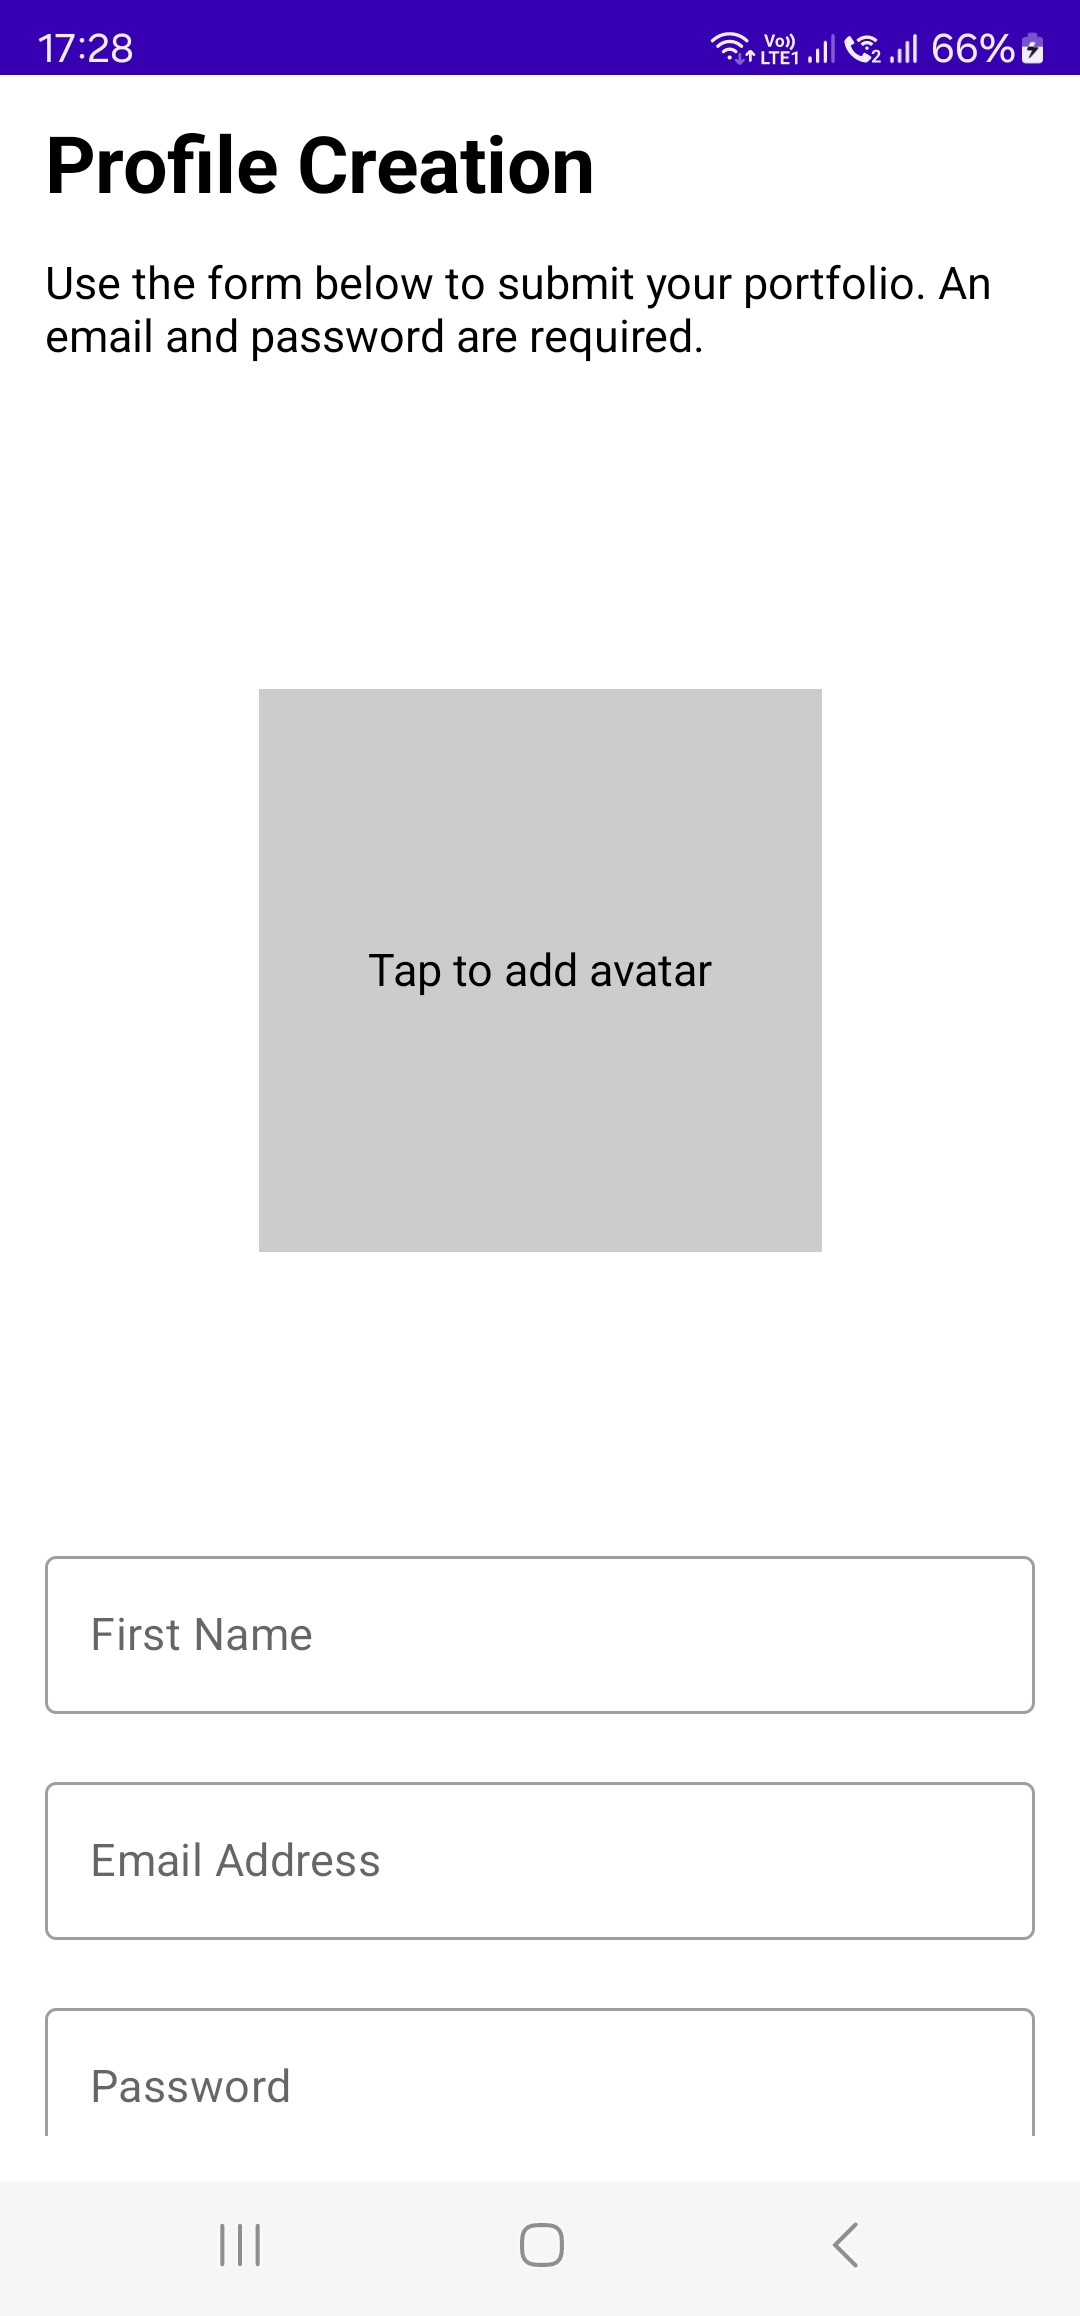 17:28
Vo)) LTE1 2 66%
Profile Creation
Use the form below to submit your portfolio. An
email and password are required.
Tap to add avatar
First Name
Email Address
Password